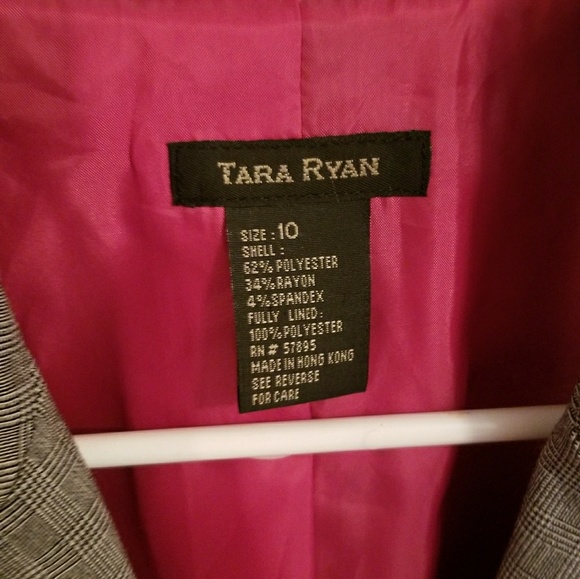 TARA RYAN
SIZE : 10
SHELL :
62% POLYESTER
34% RAYON
4% SPANDEX
FULLY LINED:
100% POLYESTER
RN # 57895
MADE IN HONG KONG
SEE REVERSE
FOR CARE